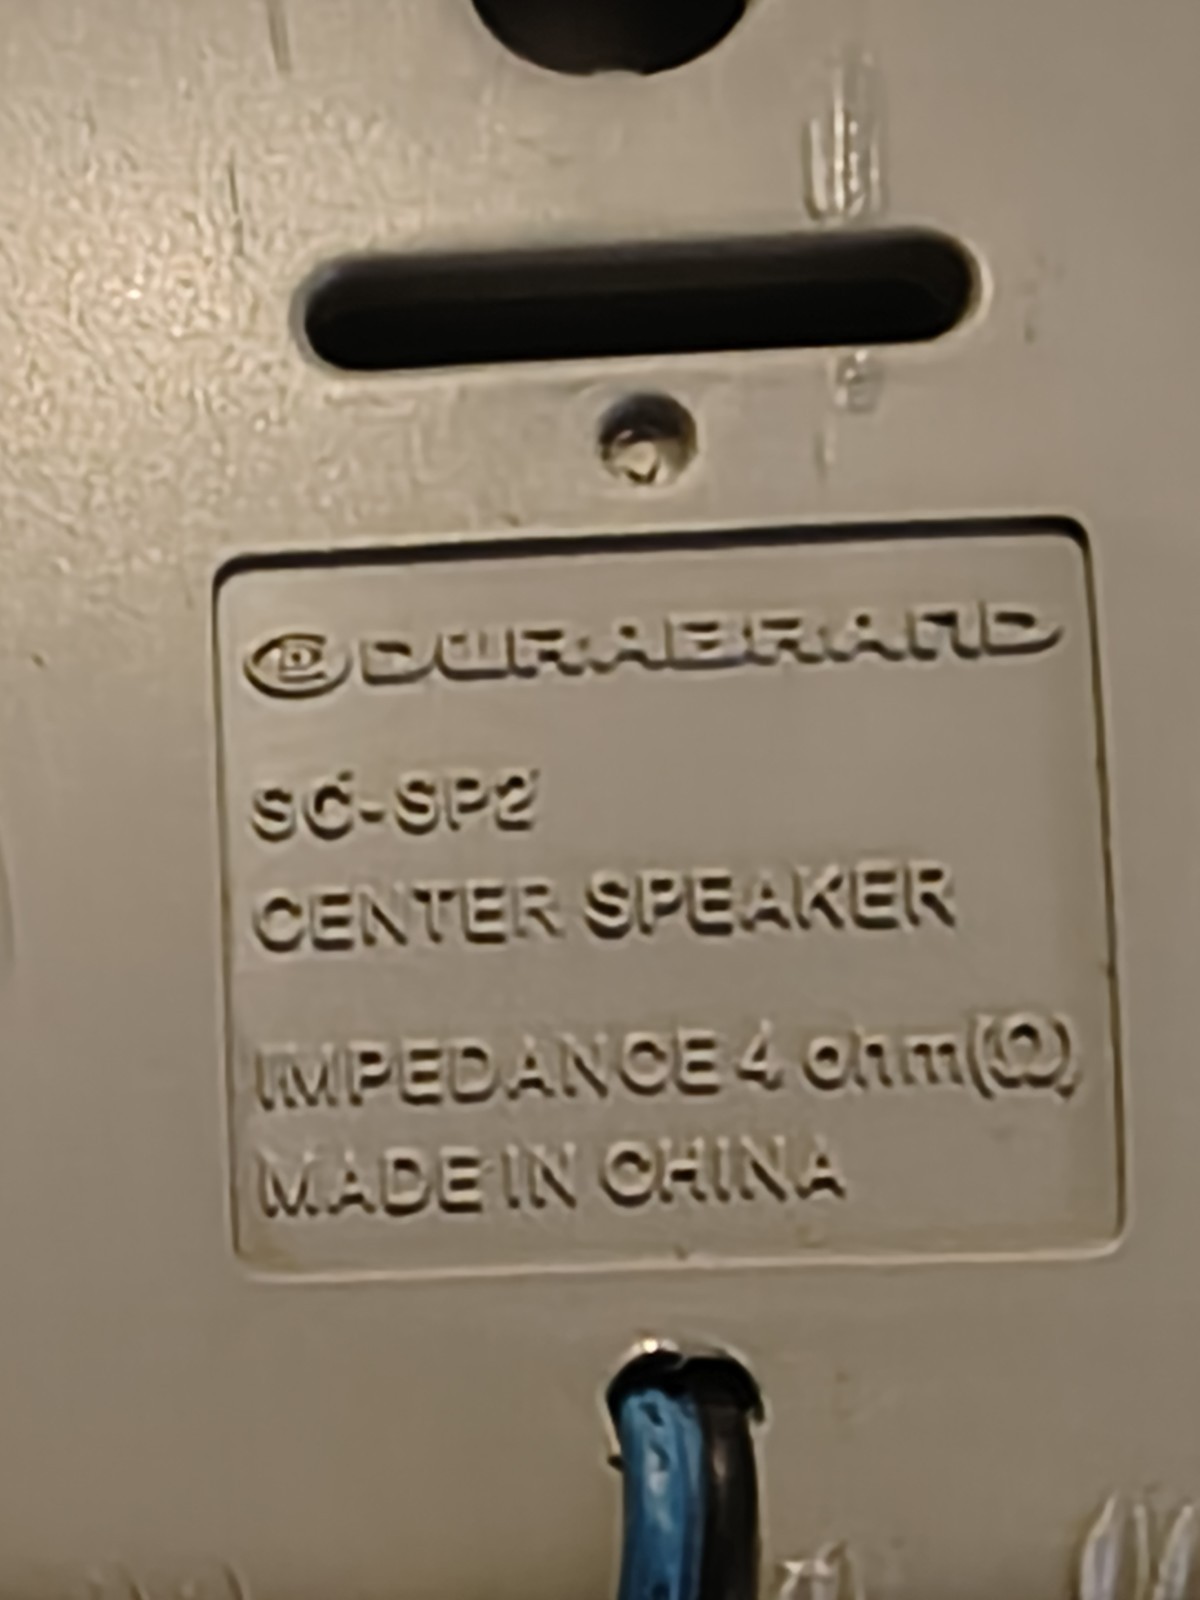 DURABRAND
SC-SP2
CENTER SPEAKER
IMPEDANCE 4 ohm(Ω)
MADE IN CHINA